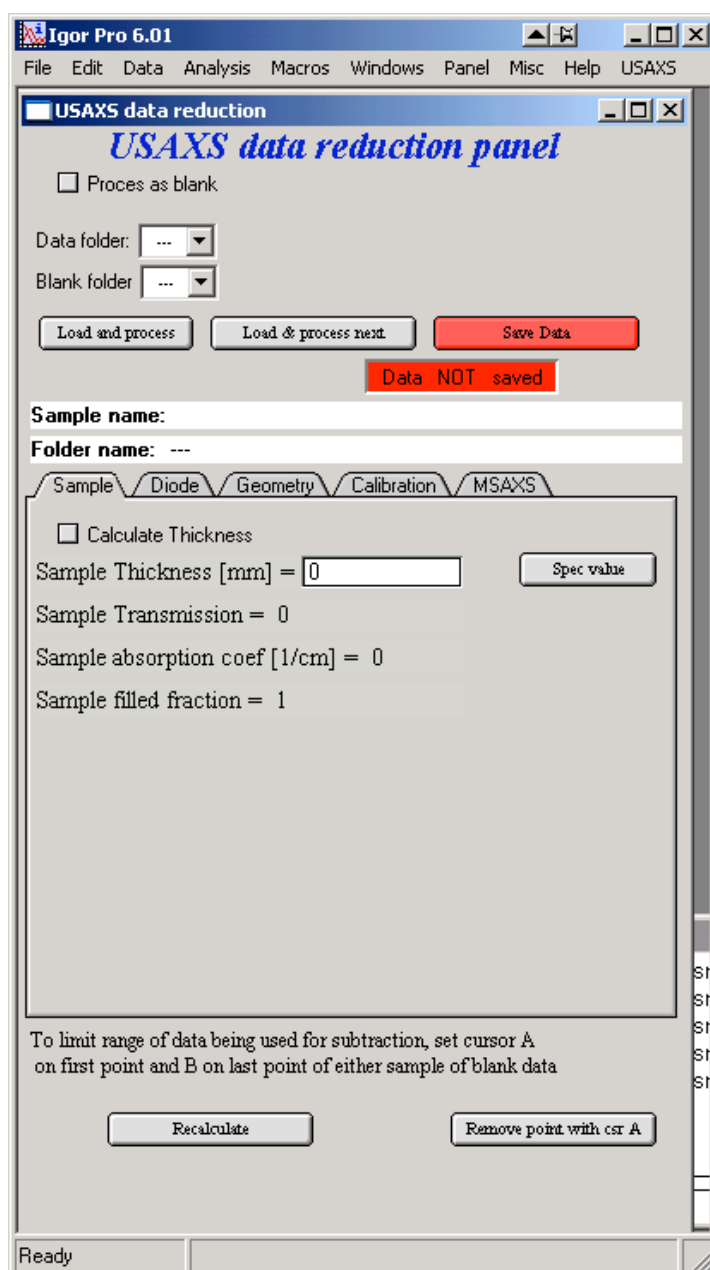 Igor Pro 6.01
File Edit Data Analysis Macros Windows Panel Misc Help USAXS
USAXS data reduction
USAXS data reduction panel
Proces as blank
Data folder: ---
Blank folder ---
Load and process Load & process next Save Data
Data NOT saved
Sample name:
Folder name: ---
Sample Diode Geometry Calibration MSAXS
Calculate Thickness
Sample Thickness [mm] = 0 Spec value
Sample Transmission = 0
Sample absorption coef [1/cm] = 0
Sample filled fraction = 1
To limit range of data being used for subtraction, set cursor A
on first point and B on last point of either sample of blank data
Recalculate Remove point with csr A
Ready